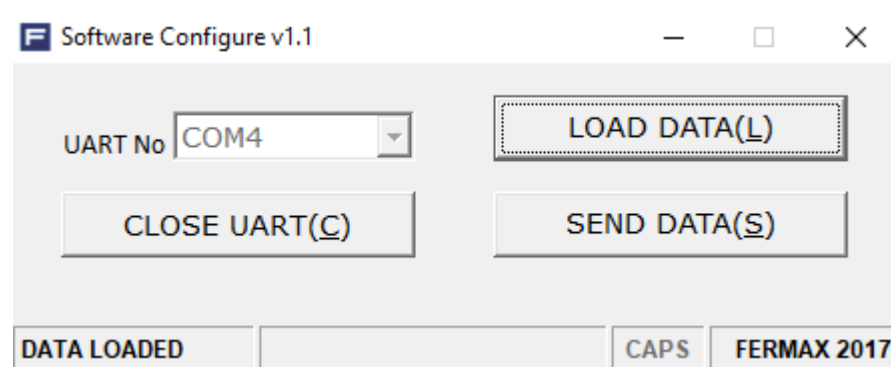 Software Configure v1.1
UART No COM4
LOAD DATA(L)
CLOSE UART(C)
SEND DATA(S)
DATA LOADED CAPS FERMAX 2017